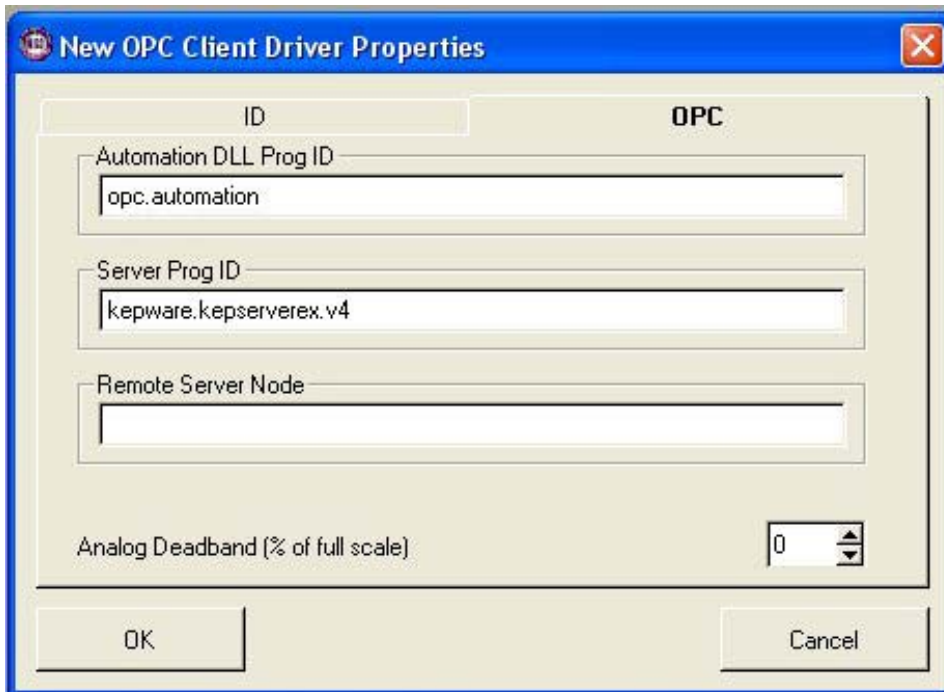 New OPC Client Driver Properties
ID OPC
Automation DLL Prog ID
opc.automation
Server Prog ID
kepware.kepserverex.v4
Remote Server Node
Analog Deadband (% of full scale) 0
OK Cancel